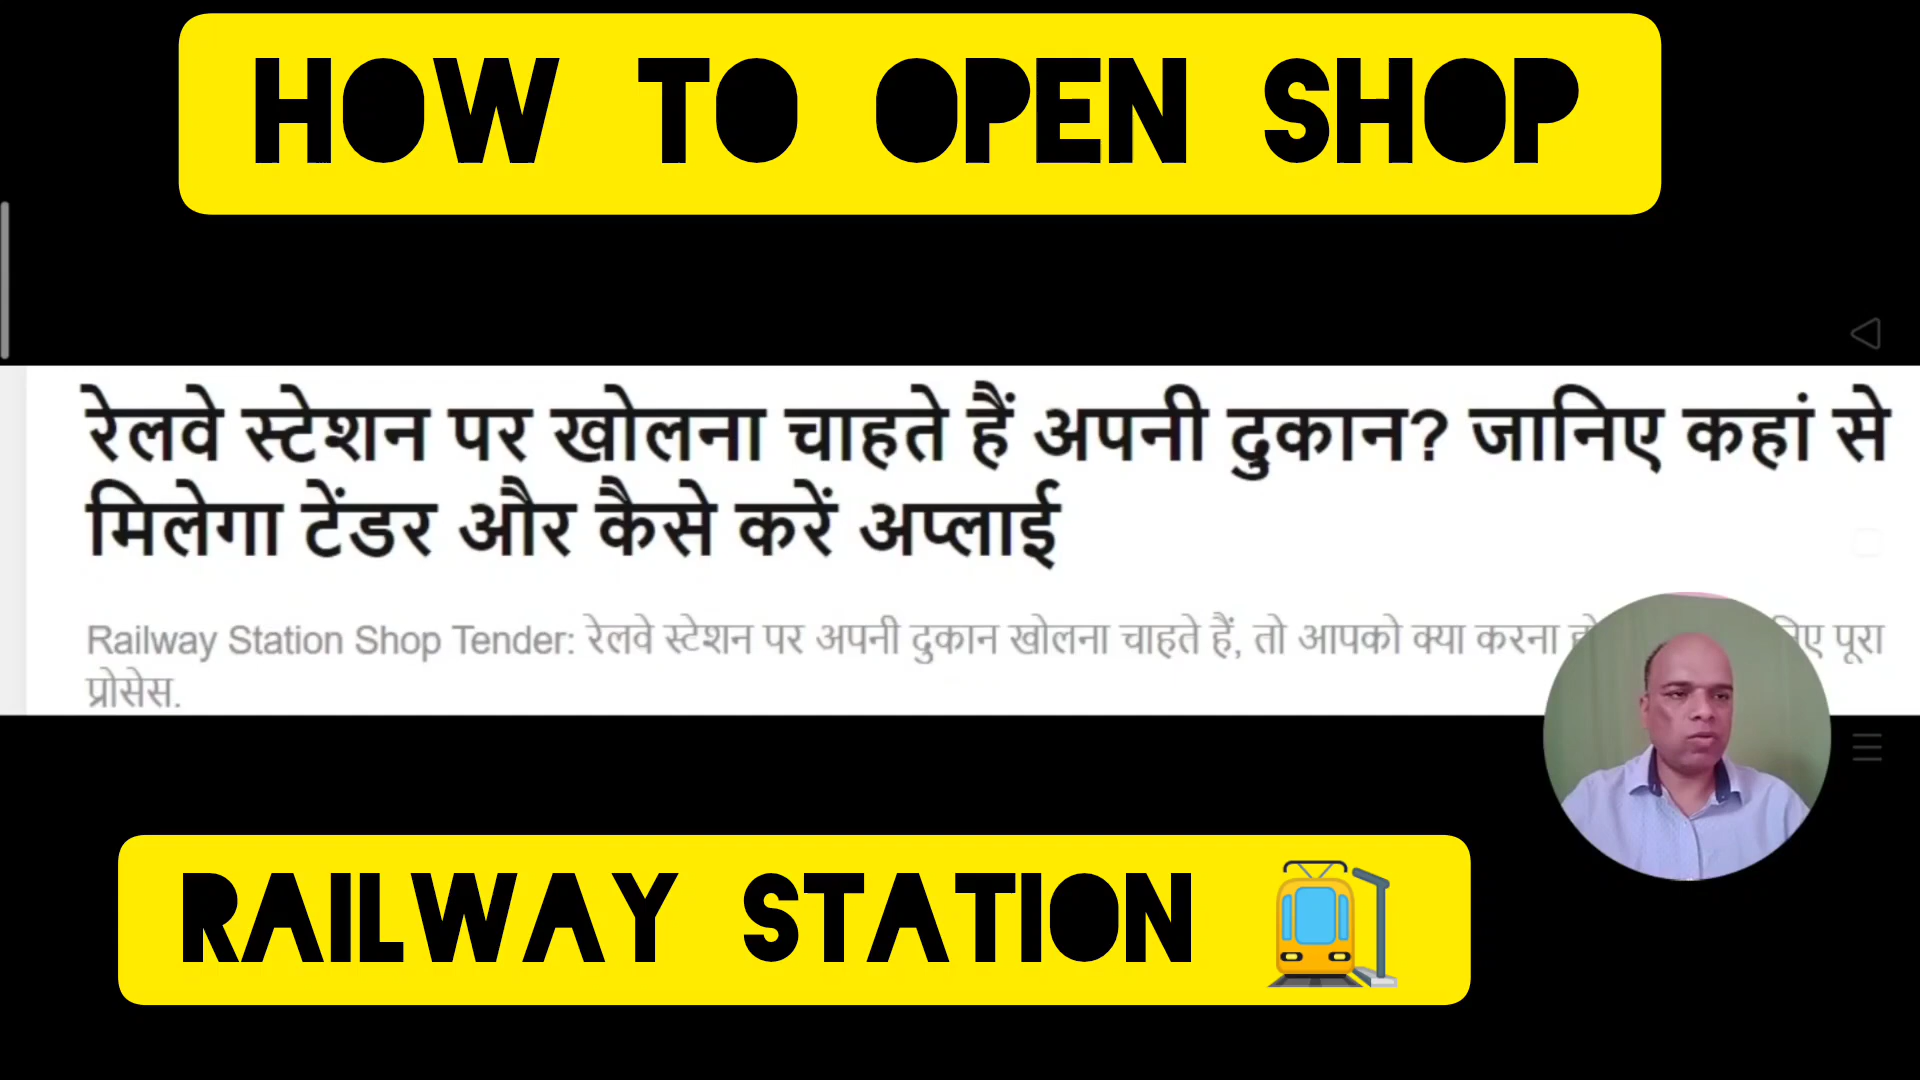 HOW TO OPEN SHOP
रेलवे स्टेशन पर खोलना चाहते हैं अपनी दुकान? जानिए कहां से
मिलेगा टेंडर और कैसे करें अप्लाई
Railway Station Shop Tender: रेलवे स्टेशन पर अपनी दुकान खोलना चाहते हैं, तो आपको क्या करना पूरा
प्रोसेस.
RAILWAY STATION